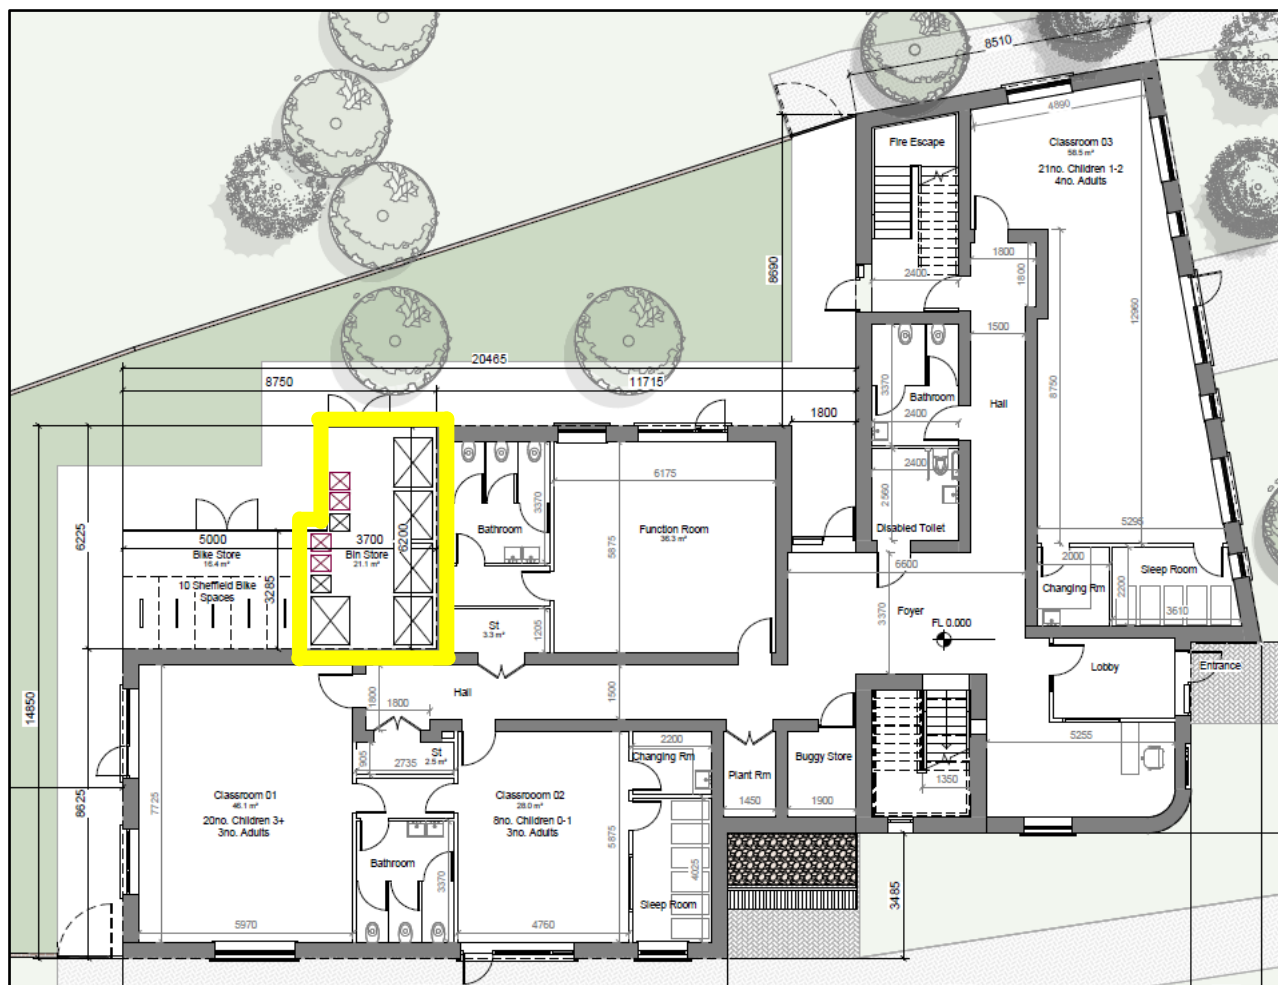 8510
4890
Fire Escape
Classroom 03
56.5 m²
21no. Children 1-2
4no. Adults
1800
1800
2400
8690
12960
1500
20465
8750
11715
1800
3370
Bathroom
2400
Hall
8750
6175
2400
2560
Disabled Toilet
6225
5000
Bike Store
16.4 m²
10 Sheffield Bike
Spaces
3285
3700
Bin Store
21.1 m²
6200
Bathroom
3370
5875
Function Room
36.3 m²
St
3.3 m²
1205
6600
Foyer
3370
FL 0.000
5295
2000
Changing Rm
2200
Sleep Room
3610
Lobby
Entrance
14850
1800
1800
Hall
1500
905
2735
St
2.5 m²
2200
Changing Rm
Plant Rm
1450
Buggy Store
1900
1350
5255
8625
7725
Classroom 01
46.1 m²
20no. Children 3+
3no. Adults
Classrooom 02
28.0 m²
8no. Children 0-1
3no. Adults
5875
4025
Bathroom
3370
Sleep Room
5970
4760
3485